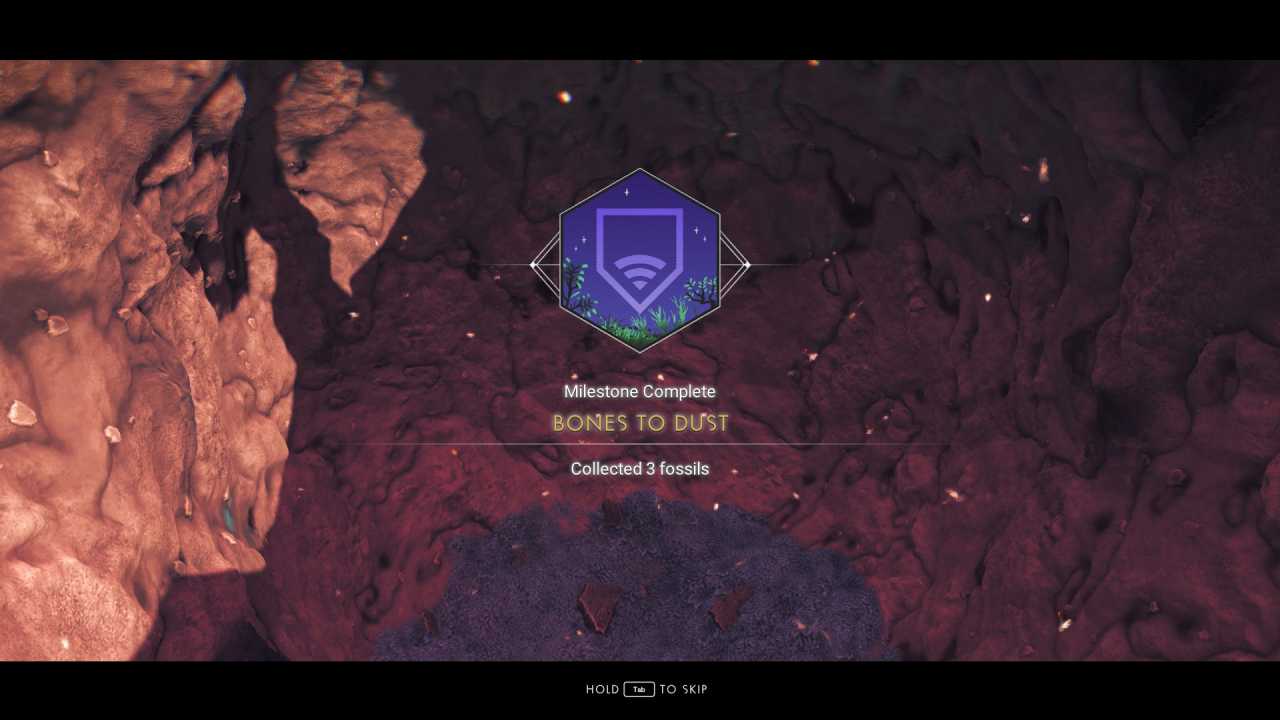 Milestone Complete
BONES TO DUST
Collected 3 fossils
HOLD Tab TO SKIP